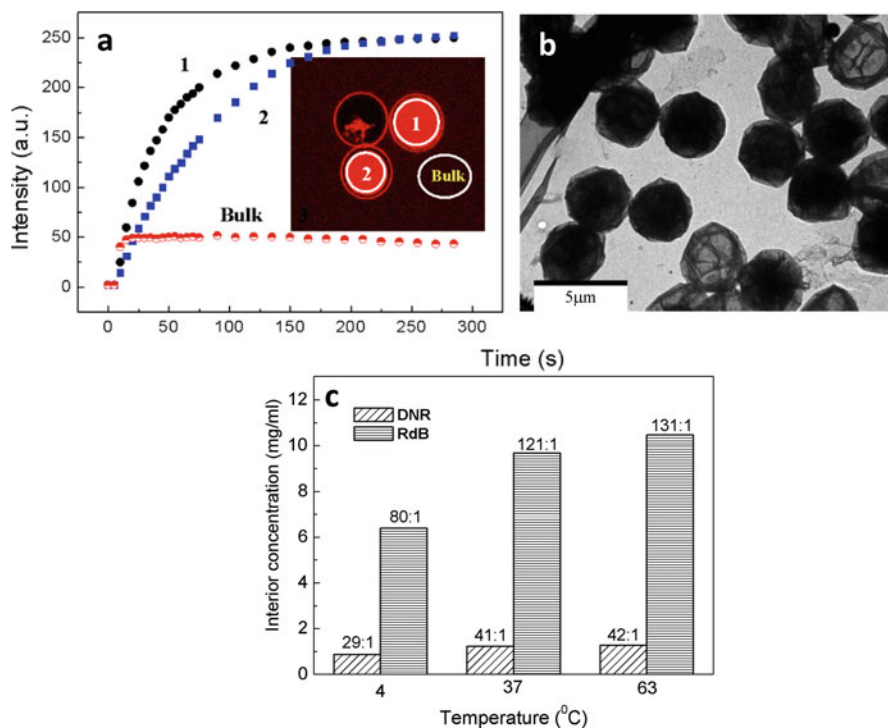 a
b
250
200
150
100
50
0
Intensity (a.u.)
0 50 100 150 200 250 300
Time (s)
1
2
Bulk
1
2
Bulk
3
5μm
c
DNR
RdB
12
10
8
6
4
2
0
Interior concentration (mg/ml)
29:1
80:1
41:1
121:1
42:1
131:1
4 37 63
Temperature (⁰C)